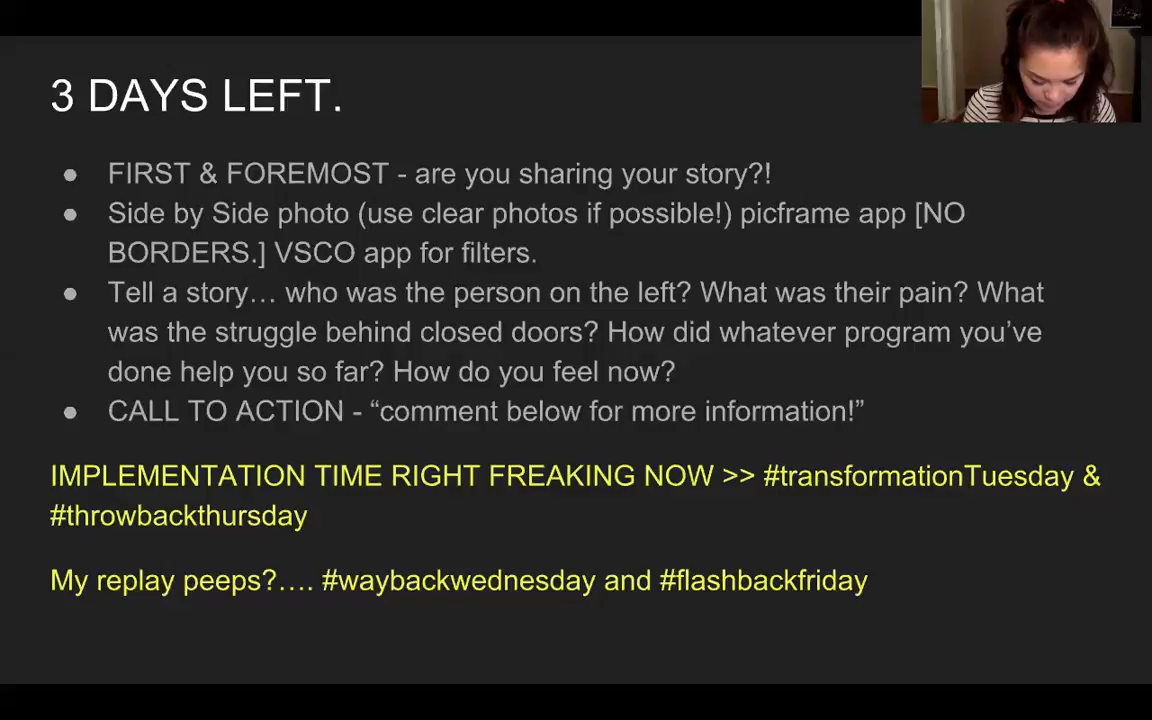 3 DAYS LEFT.
● FIRST & FOREMOST - are you sharing your story?!
● Side by Side photo (use clear photos if possible!) picframe app [NO
BORDERS.] VSCO app for filters.
● Tell a story… who was the person on the left? What was their pain? What
was the struggle behind closed doors? How did whatever program you’ve
done help you so far? How do you feel now?
● CALL TO ACTION - “comment below for more information!”
IMPLEMENTATION TIME RIGHT FREAKING NOW >> #transformationTuesday &
#throwbackthursday
My replay peeps?…. #waybackwednesday and #flashbackfriday